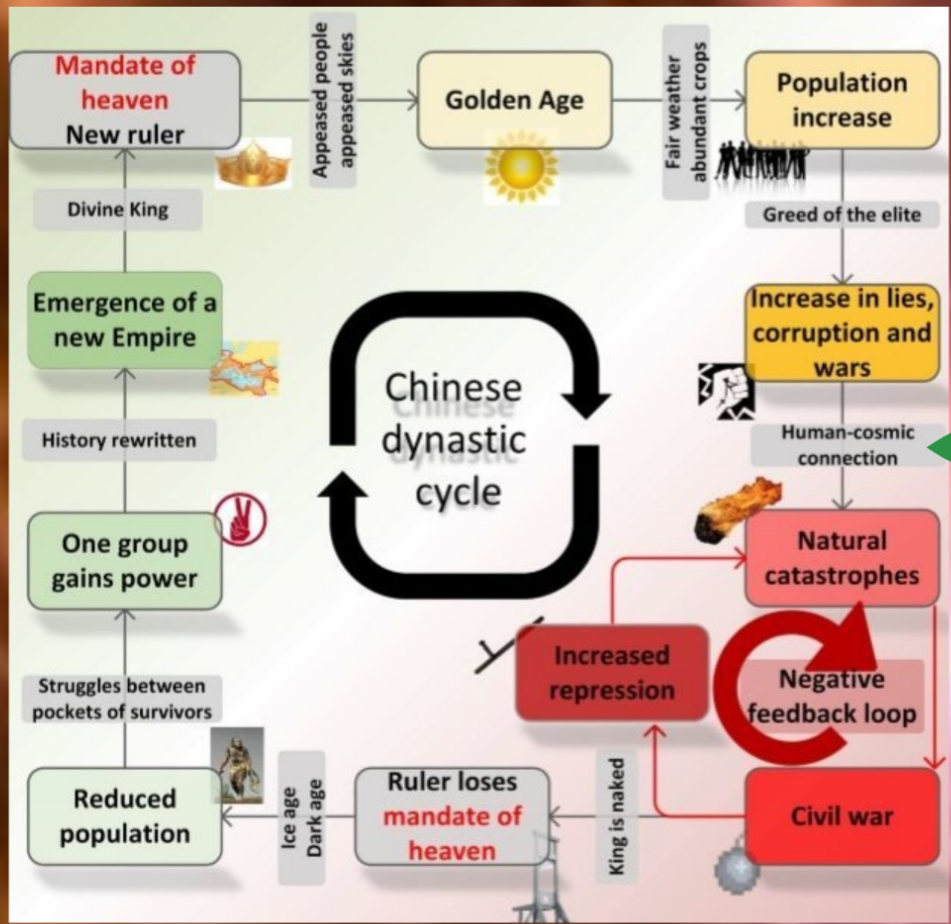 Mandate of
heaven
New ruler
Appeased people
appeased skies
Golden Age
Fair weather
abundant crops
Population
increase
Divine King
Greed of the elite
Emergence of a
new Empire
Increase in lies,
corruption and
wars
Chinese
dynastic
cycle
History rewritten
Human-cosmic
connection
One group
gains power
Natural
catastrophes
Increased
repression
Negative
feedback loop
Struggles between
pockets of survivors
Reduced
population
Ice age
Dark age
Ruler loses
mandate of
heaven
King is naked
Civil war